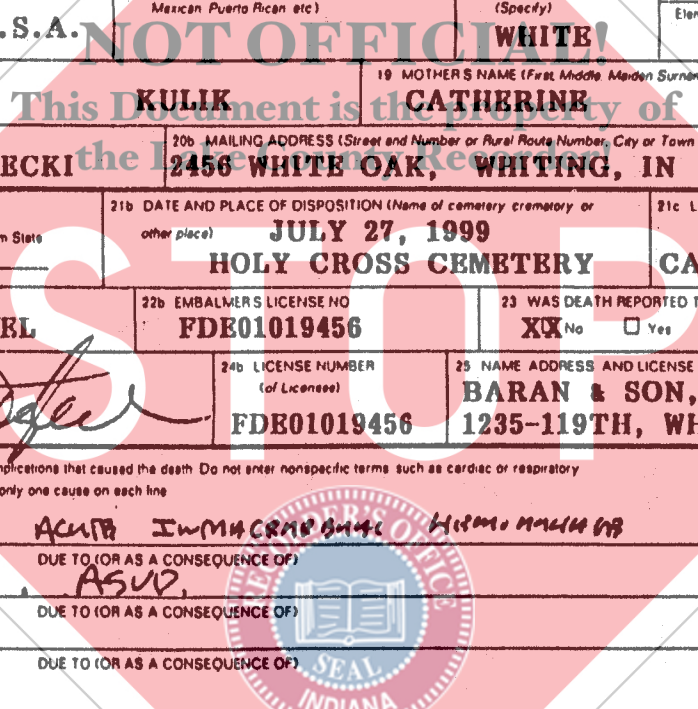 Mexican Puerto Rican etc)
(Specify)
.S.A.
WHITE
NOT OFFICIAL!
19 MOTHER S NAME (First Middle Maiden
KULIK
CATHERINE
This Document is the property of
20b MAILING ADDRESS (Street and Number or Rural Route Number, City or Town
ECKI
2456 WHITE OAK, WHITING, IN
the Lake County Recorder!
21b DATE AND PLACE OF DISPOSITION (Name of cemetery crematory or
21c
m State
other place)
JULY 27, 1999
HOLY CROSS CEMETERY
CA
STOP
22b EMBALMER S LICENSE NO
23 WAS DEATH REPORTED
EL
FDE01019456
XX No
Yes
24b LICENSE NUMBER
25 NAME ADDRESS AND LICENSE
(of Licensee)
BARAN & SON,
FDE01019456
1235-119TH, WH
mplications that caused the death Do not enter nonspecific terms such as cardiac or respiratory
only one cause on each line
ACUTE
DUE TO (OR AS A CONSEQUENCE OF)
ASVD,
DUE TO (OR AS A CONSEQUENCE OF)
DUE TO (OR AS A CONSEQUENCE OF)
RECORDER'S OFFICE
SEAL
INDIANA